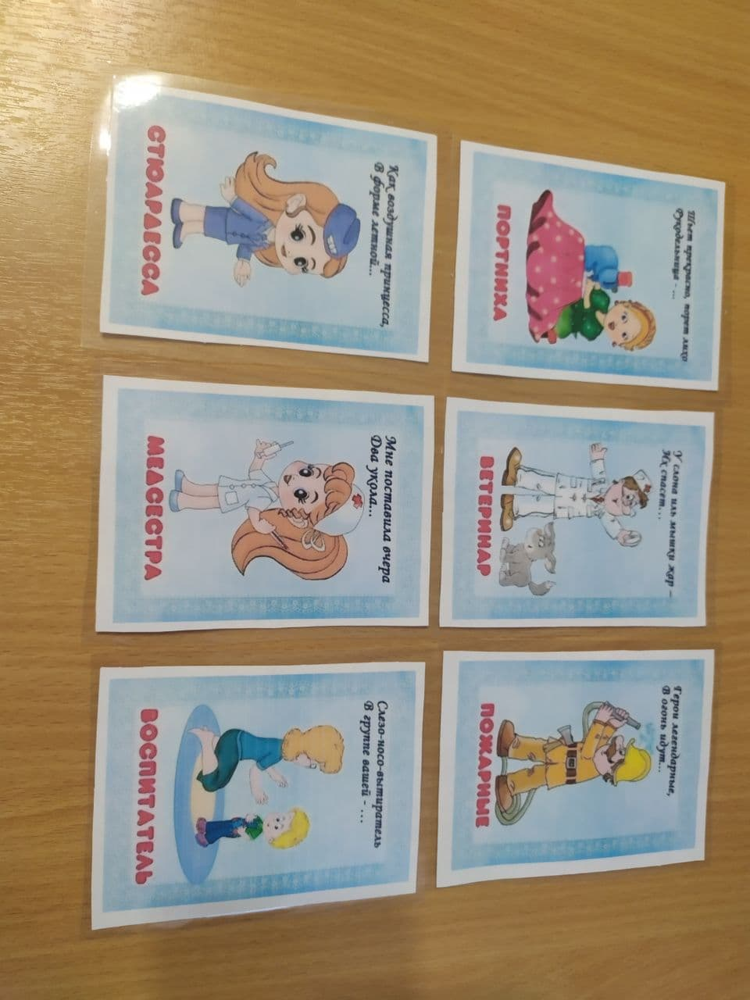 Шьет прекрасно, порет лихо
Рукодельница - ...
ПОРТНИХА
У слона иль мышки жар –
Их спасет...
ВЕТЕРИНАР
Герои легендарные,
В огонь идут...
ПОЖАРНЫЕ
Как воздушная принцесса,
В форме летной...
СТЮАРДЕССА
Мне поставила вчера
Два укола...
МЕДСЕСТРА
Слезо-носо-вытиратель
В группе вашей - ...
ВОСПИТАТЕЛЬ